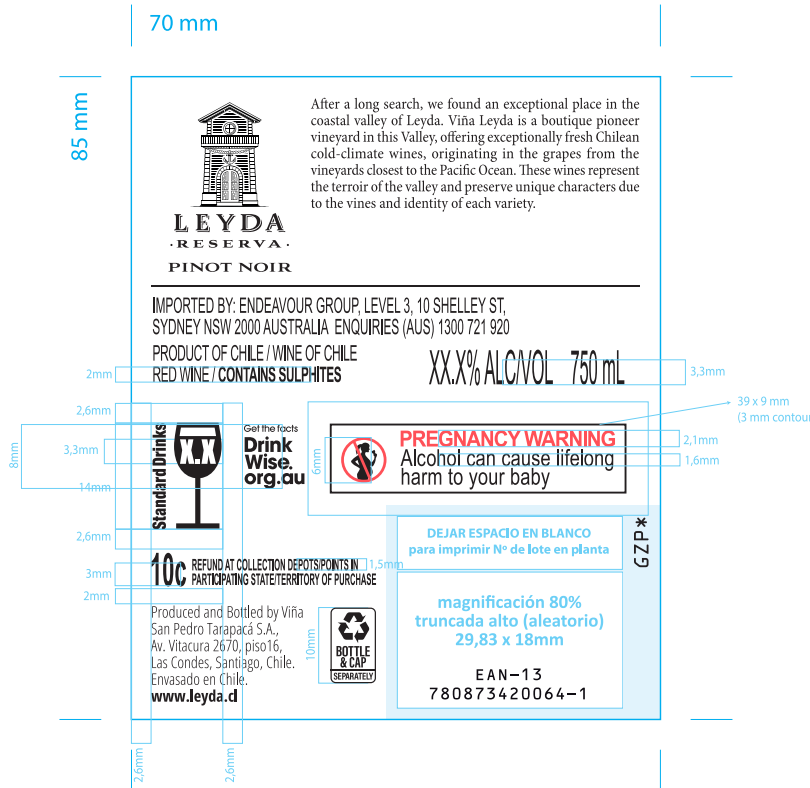 70 mm
85 mm
After a long search, we found an exceptional place in the
coastal valley of Leyda. Viña Leyda is a boutique pioneer
vineyard in this Valley, offering exceptionally fresh Chilean
cold-climate wines, originating in the grapes from the
vineyards closest to the Pacific Ocean. These wines represent
the terroir of the valley and preserve unique characters due
to the vines and identity of each variety.
LEYDA
·RESERVA·
PINOT NOIR
IMPORTED BY: ENDEAVOUR GROUP, LEVEL 3, 10 SHELLEY ST,
SYDNEY NSW 2000 AUSTRALIA ENQUIRIES (AUS) 1300 721 920
PRODUCT OF CHILE / WINE OF CHILE
RED WINE / CONTAINS SULPHITES
XX.X% ALC/VOL 750 mL
2mm
3,3mm
39 x 9 mm
(3 mm contour
2,6mm
8mm
3,3mm
14mm
2,6mm
Standard Drinks
X.X
Get the facts
Drink
Wise.
org.au
6mm
PREGNANCY WARNING
Alcohol can cause lifelong
harm to your baby
2,1mm
1,6mm
DEJAR ESPACIO EN BLANCO
para imprimir Nº de lote en planta
GZP*
3mm
2mm
10c
REFUND AT COLLECTION DEPOTS/POINTS IN
PARTICIPATING STATE/TERRITORY OF PURCHASE
1,5mm
Produced and Bottled by Viña
San Pedro Tarapacá S.A.,
Av. Vitacura 2670, piso16,
Las Condes, Santiago, Chile.
Envasado en Chile.
www.leyda.cl
10mm
BOTTLE
& CAP
SEPARATELY
magnificación 80%
truncada alto (aleatorio)
29,83 x 18mm
EAN-13
780873420064-1
2,6mm
2,6mm